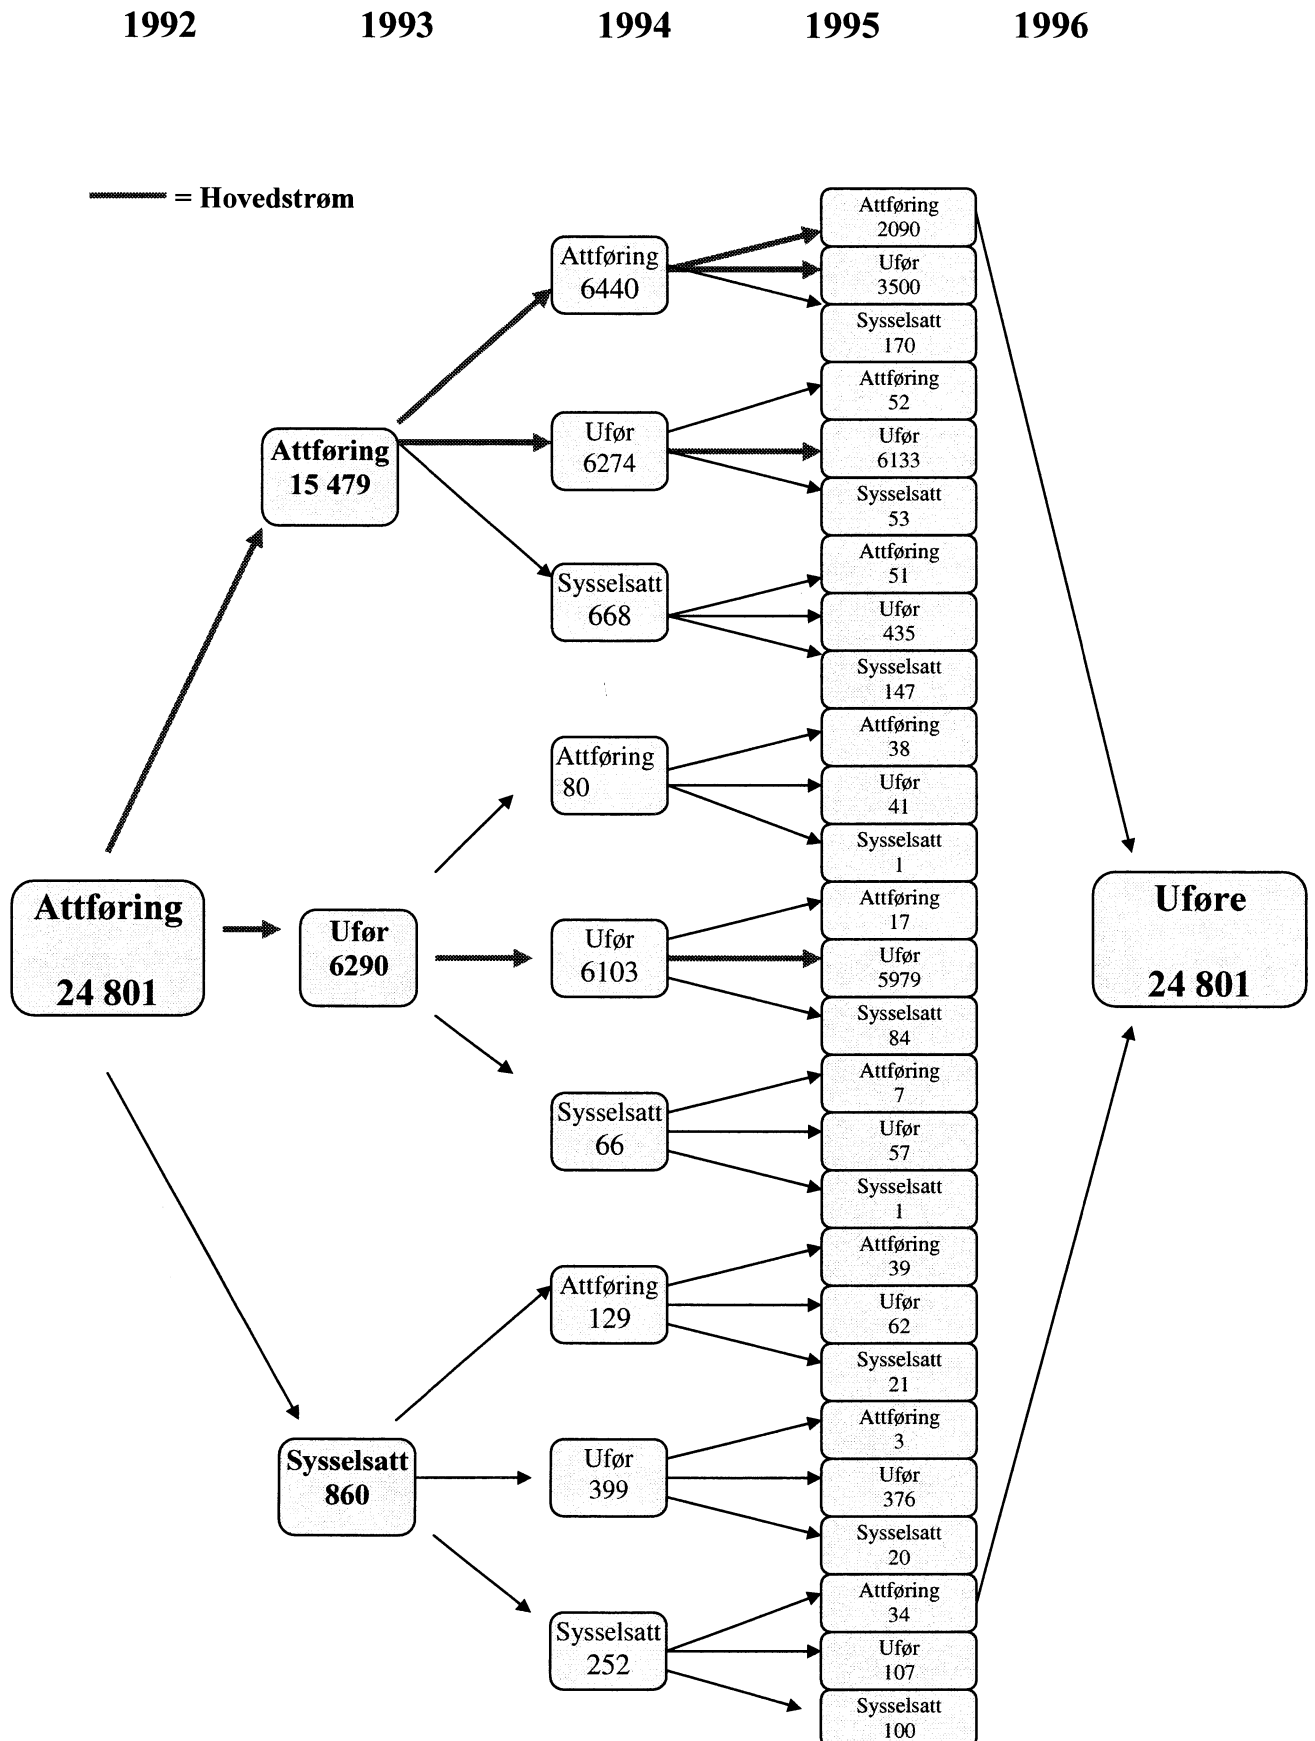 1992 1993 1994 1995 1996
= Hovedstrøm
Attføring
24 801
Attføring
15 479
Ufør
6290
Sysselsatt
860
Attføring
6440
Ufør
6274
Sysselsatt
668
Attføring
80
Ufør
6103
Sysselsatt
66
Attføring
129
Ufør
399
Sysselsatt
252
Attføring
2090
Ufør
3500
Sysselsatt
170
Attføring
52
Ufør
6133
Sysselsatt
53
Attføring
51
Ufør
435
Sysselsatt
147
Attføring
38
Ufør
41
Sysselsatt
1
Attføring
17
Ufør
5979
Sysselsatt
84
Attføring
7
Ufør
57
Sysselsatt
1
Attføring
39
Ufør
62
Sysselsatt
21
Attføring
3
Ufør
376
Sysselsatt
20
Attføring
34
Ufør
107
Sysselsatt
100
Uføre
24 801